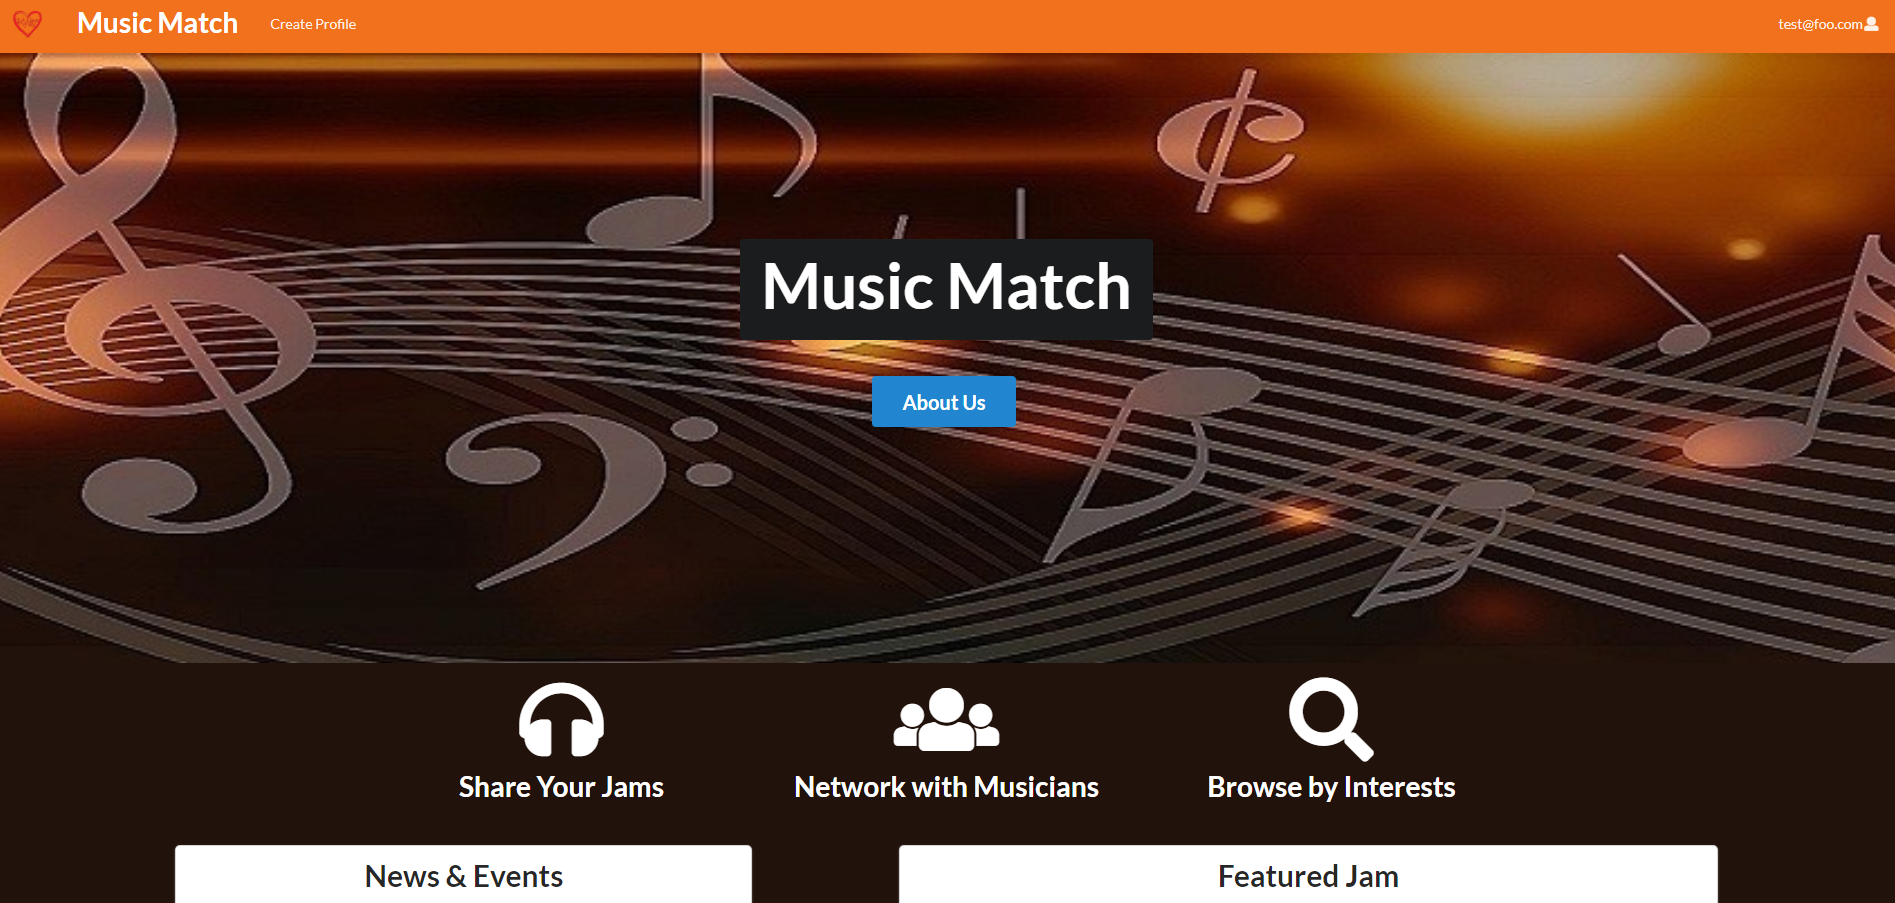 Music Match
Create Profile
test@foo.com
Music Match
About Us
Share Your Jams
Network with Musicians
Browse by Interests
News & Events
Featured Jam